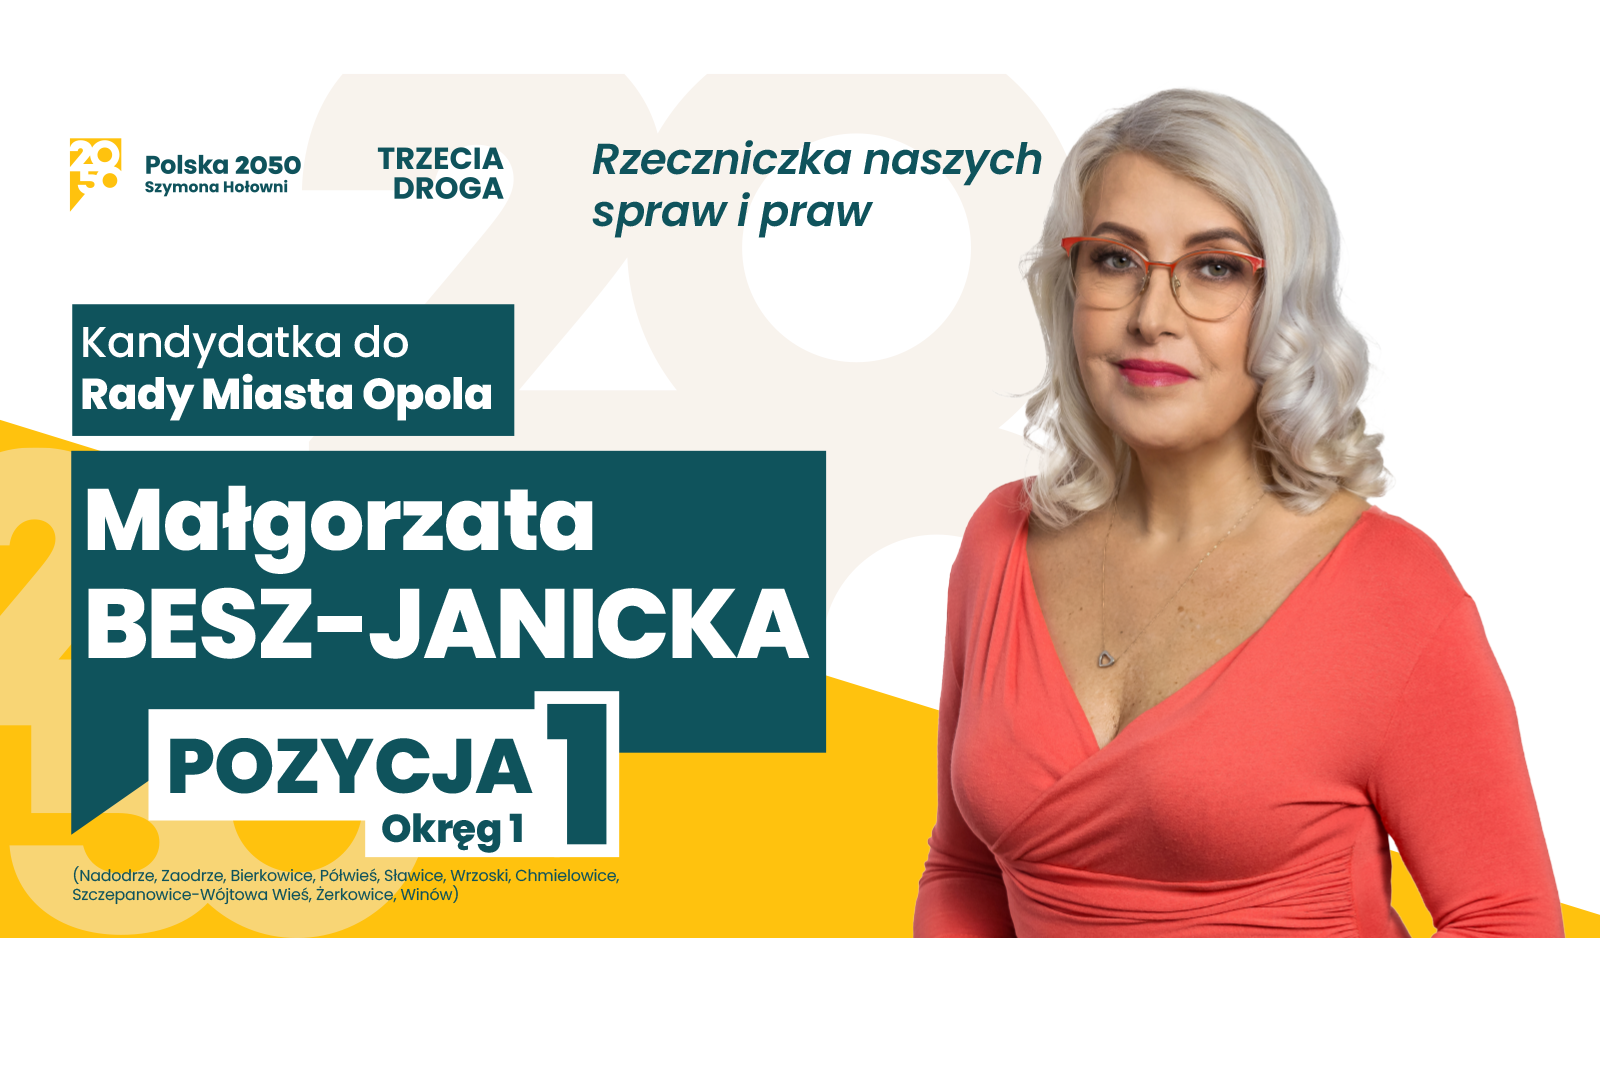 2050
Polska 2050
Szymona Hołowni
TRZECIA
DROGA
Rzeczniczka naszych
spraw i praw
Kandydatka do
Rady Miasta Opola
Małgorzata
BESZ-JANICKA
POZYCJA 1
Okręg 1
(Nadodrze, Zaodrze, Bierkowice, Półwieś, Sławice, Wrzoski, Chmielowice,
Szczepanowice-Wójtowa Wieś, Żerkowice, Winów)